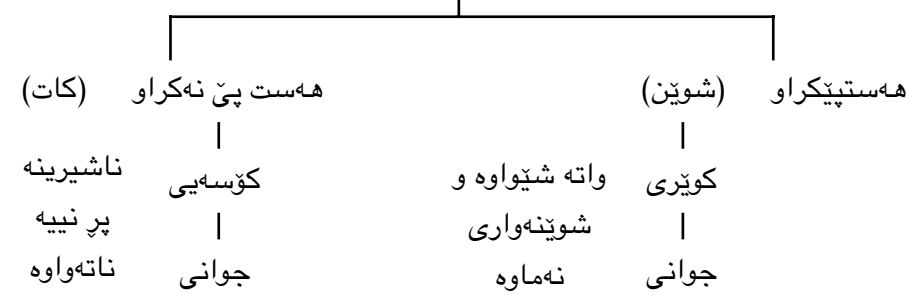 هەستپێکراو (شوێن) هەست پێ نەکراو (کات)
کوێری واتە شێواوە و کۆسەیی ناشیرینە
شوێنەواری پڕ نییە
جوانی نەماوە جوانی ناتەواوە